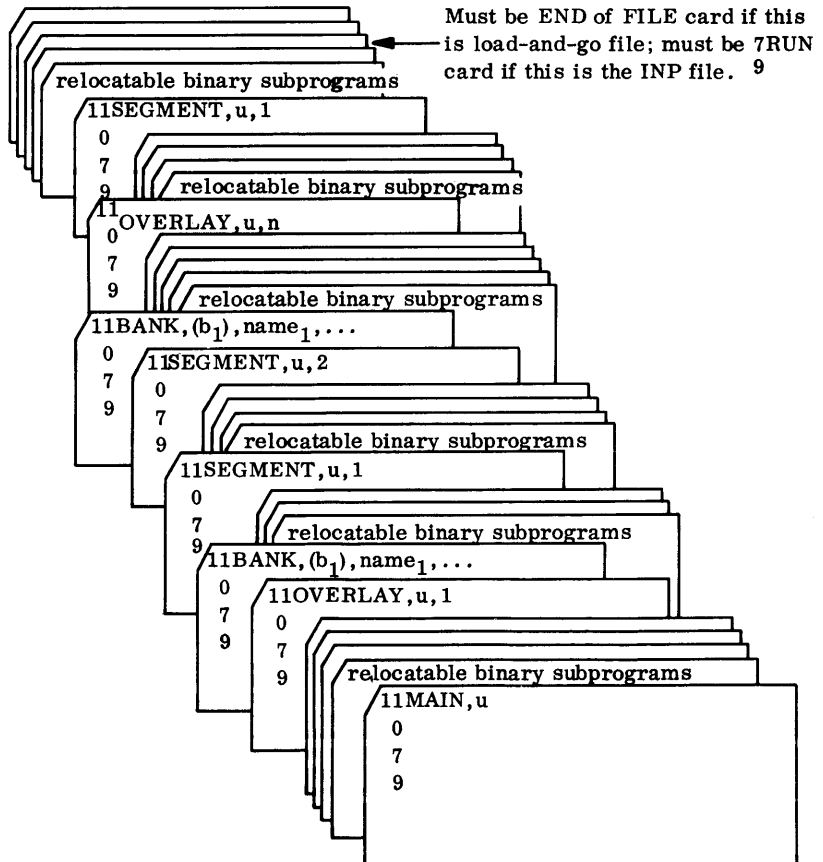 Must be END of FILE card if this
is load-and-go file; must be 7RUN
card if this is the INP file. 9
relocatable binary subprograms
11SEGMENT,u,1
0
7
9
relocatable binary subprograms
11OVERLAY,u,n
0
7
9
relocatable binary subprograms
11BANK,(b₁),name₁,...
0
7
9
11SEGMENT,u,2
0
7
9
relocatable binary subprograms
11SEGMENT,u,1
0
7
9
relocatable binary subprograms
11BANK,(b₁),name₁,...
0
7
9
11OVERLAY,u,1
0
7
9
relocatable binary subprograms
11MAIN,u
0
7
9